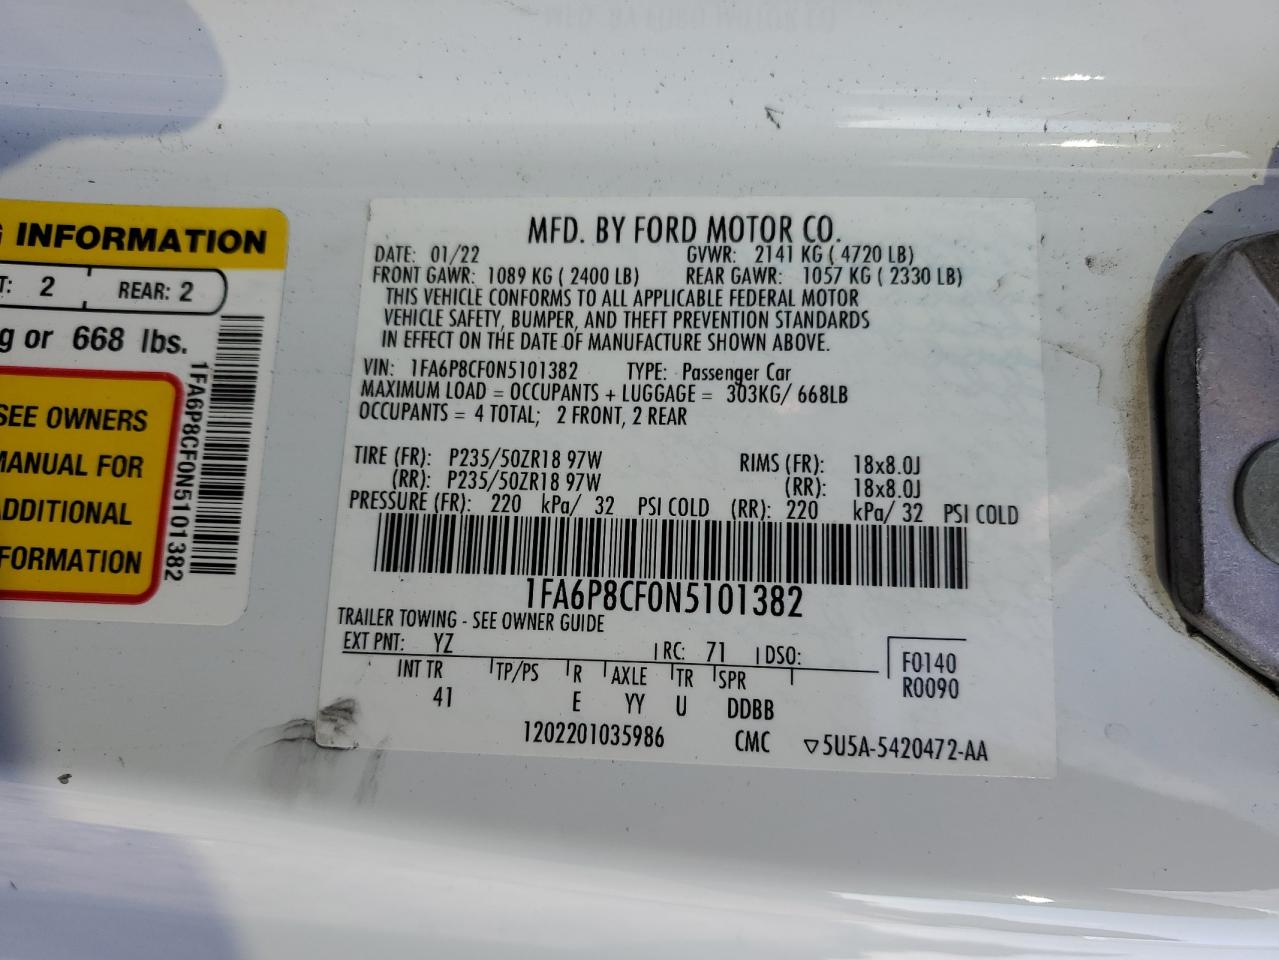 INFORMATION
T: 2 REAR: 2
g or 668 lbs.
SEE OWNERS
MANUAL FOR
ADDITIONAL
FORMATION
1FA6P8CF0N5101382
MFD. BY FORD MOTOR CO.
DATE: 01/22 GVWR: 2141 KG ( 4720 LB)
FRONT GAWR: 1089 KG ( 2400 LB) REAR GAWR: 1057 KG ( 2330 LB)
THIS VEHICLE CONFORMS TO ALL APPLICABLE FEDERAL MOTOR
VEHICLE SAFETY, BUMPER, AND THEFT PREVENTION STANDARDS
IN EFFECT ON THE DATE OF MANUFACTURE SHOWN ABOVE.
VIN: 1FA6P8CF0N5101382 TYPE: Passenger Car
MAXIMUM LOAD = OCCUPANTS + LUGGAGE = 303KG/ 668LB
OCCUPANTS = 4 TOTAL; 2 FRONT, 2 REAR
TIRE (FR): P235/50ZR18 97W RIMS (FR): 18x8.0J
(RR): P235/50ZR18 97W (RR): 18x8.0J
PRESSURE (FR): 220 kPa/ 32 PSI COLD (RR): 220 kPa/ 32 PSI COLD
1FA6P8CF0N5101382
TRAILER TOWING - SEE OWNER GUIDE
EXT PNT: YZ RC: 71 DSO: F0140
INT TR TP/PS R AXLE TR SPR R0090
41 E YY U DDBB
1202201035986 CMC ▽5U5A-5420472-AA